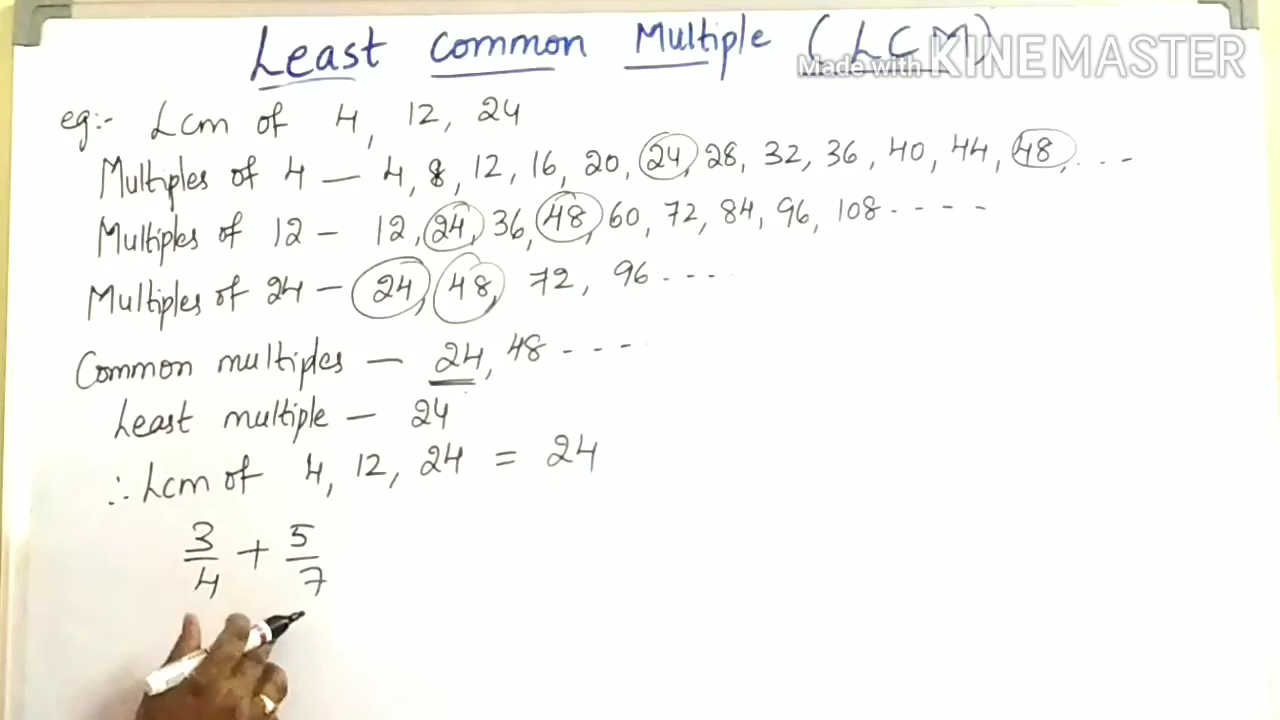 Least Common Multiple (LCM)
Made with KINEMASTER
eg:- Lcm of 4, 12, 24
Multiples of 4 — 4, 8, 12, 16, 20, 24, 28, 32, 36, 40, 44, 48, ...
Multiples of 12 – 12, 24, 36, 48, 60, 72, 84, 96, 108 - - - -
Multiples of 24 – 24, 48, 72, 96 - - -
Common multiples — 24, 48 - - -
Least multiple — 24
∴ Lcm of 4, 12, 24 = 24
3/4 + 5/7